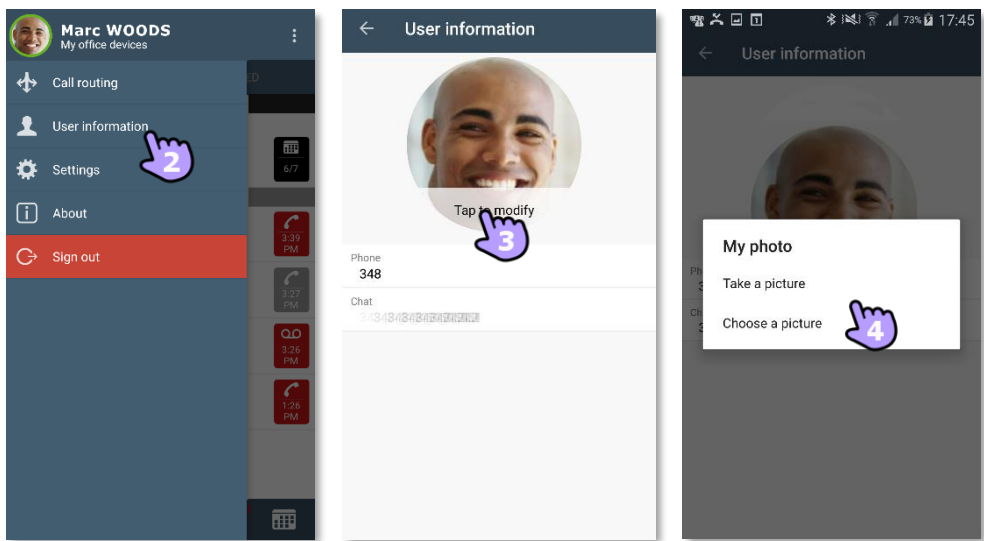 Marc WOODS
My office devices
Call routing
User information
2
Settings
About
Sign out
6/7
3:39
PM
3:27
PM
3:26
PM
1:26
PM
User information
Tap to modify
3
Phone
348
Chat
73% 17:45
User information
My photo
Take a picture
Choose a picture
4